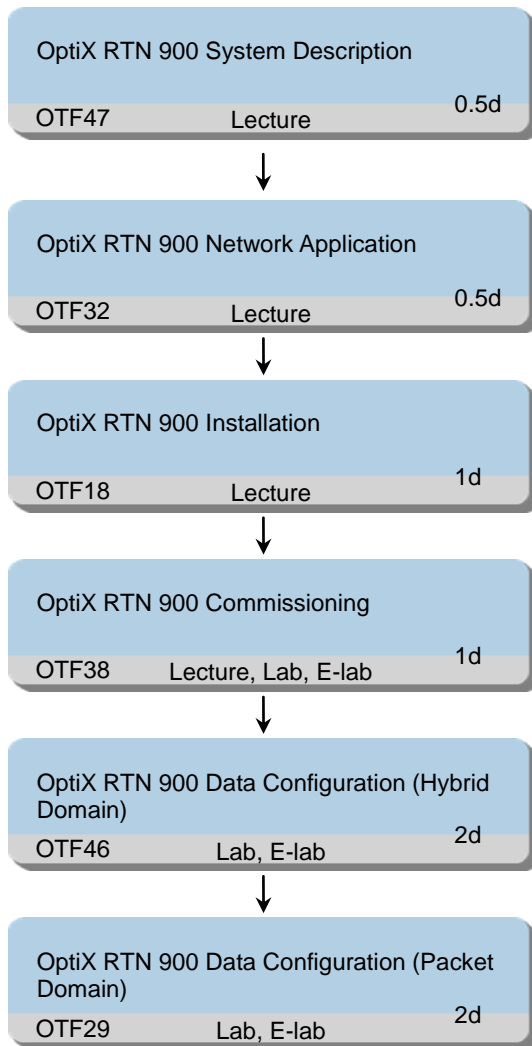 OptiX RTN 900 System Description
0.5d
OTF47 Lecture
OptiX RTN 900 Network Application
0.5d
OTF32 Lecture
OptiX RTN 900 Installation
1d
OTF18 Lecture
OptiX RTN 900 Commissioning
1d
OTF38 Lecture, Lab, E-lab
OptiX RTN 900 Data Configuration (Hybrid
Domain)
2d
OTF46 Lab, E-lab
OptiX RTN 900 Data Configuration (Packet
Domain)
2d
OTF29 Lab, E-lab